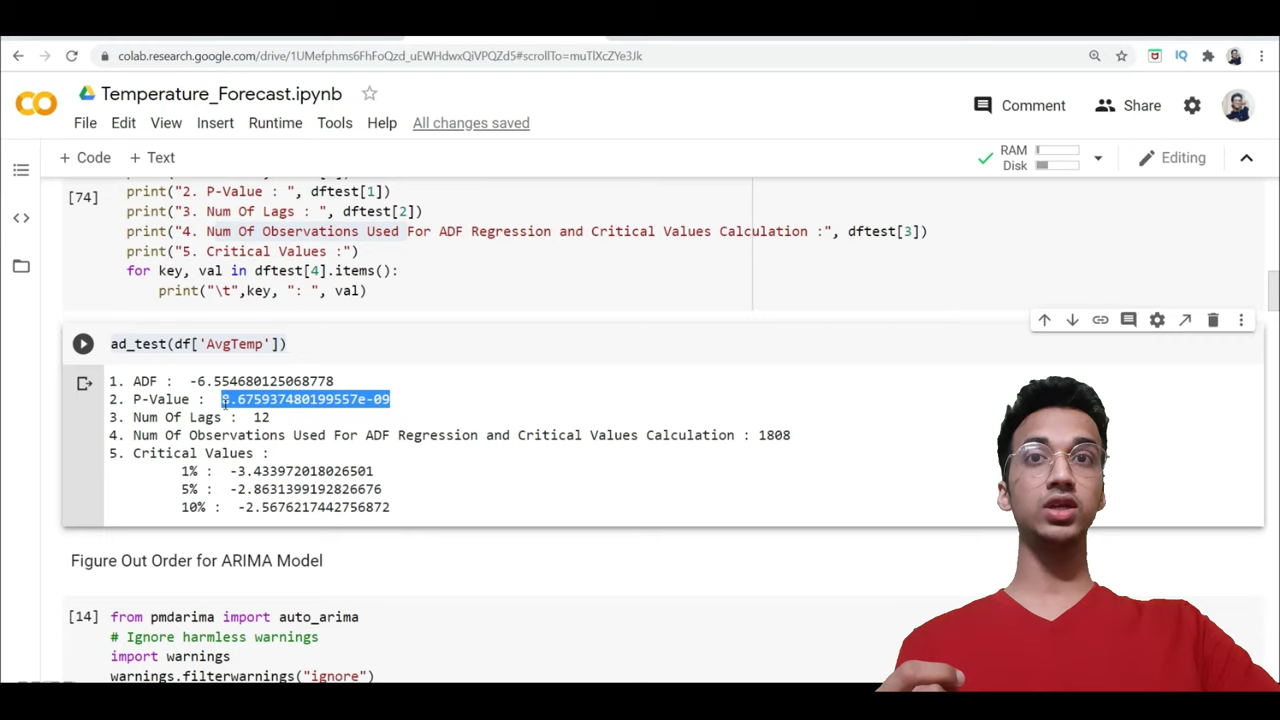 colab.research.google.com/drive/1UMefphms6FhFoQzd_uEWHdwxQiVPQZd5#scrollTo=muTlXcZYe3Jk
Temperature_Forecast.ipynb
Comment
Share
File Edit View Insert Runtime Tools Help All changes saved
+ Code + Text
RAM
Disk
Editing
[74]
print("2. P-Value : ", dftest[1])
print("3. Num Of Lags : ", dftest[2])
print("4. Num Of Observations Used For ADF Regression and Critical Values Calculation :", dftest[3])
print("5. Critical Values :")
for key, val in dftest[4].items():
print("\t",key, ": ", val)
ad_test(df['AvgTemp'])
1. ADF : -6.554680125068778
2. P-Value : 8.675937480199557e-09
3. Num Of Lags : 12
4. Num Of Observations Used For ADF Regression and Critical Values Calculation : 1808
5. Critical Values :
1% : -3.433972018026501
5% : -2.8631399192826676
10% : -2.5676217442756872
Figure Out Order for ARIMA Model
[14]
from pmdarima import auto_arima
# Ignore harmless warnings
import warnings
warnings.filterwarnings("ignore")